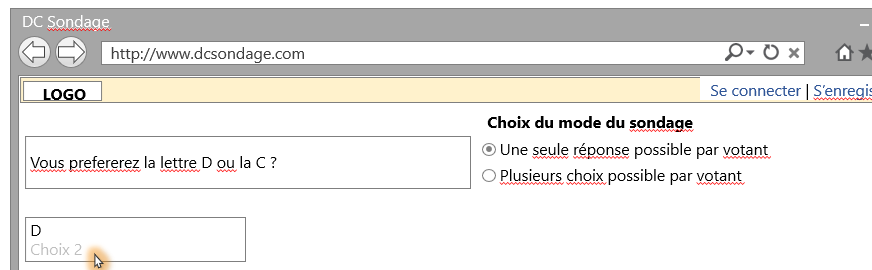 DC Sondage
http://www.dcsondage.com
LOGO
Se connecter | S'enregis
Choix du mode du sondage
Une seule réponse possible par votant
Plusieurs choix possible par votant
Vous prefererez la lettre D ou la C ?
D
Choix 2